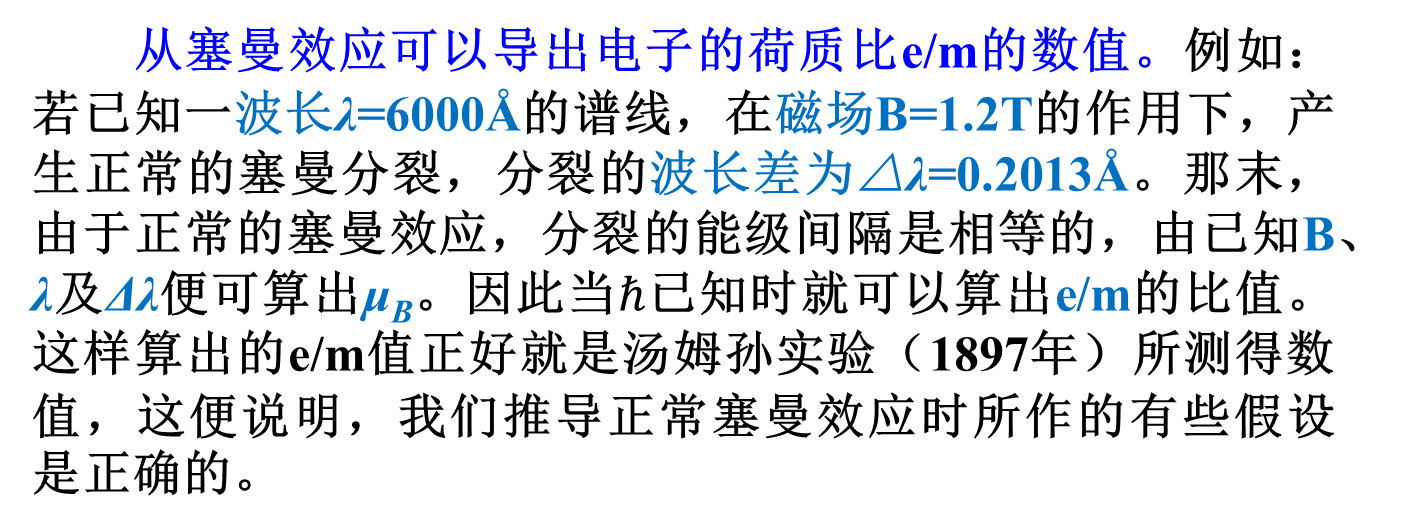 从塞曼效应可以导出电子的荷质比e/m的数值。例如：
若已知一波长λ=6000Å的谱线，在磁场B=1.2T的作用下，产
生正常的塞曼分裂，分裂的波长差为△λ=0.2013Å。那末，
由于正常的塞曼效应，分裂的能级间隔是相等的，由已知B、
λ及Δλ便可算出μ_B。因此当ℏ已知时就可以算出e/m的比值。
这样算出的e/m值正好就是汤姆孙实验（1897年）所测得数
值，这便说明，我们推导正常塞曼效应时所作的有些假设
是正确的。